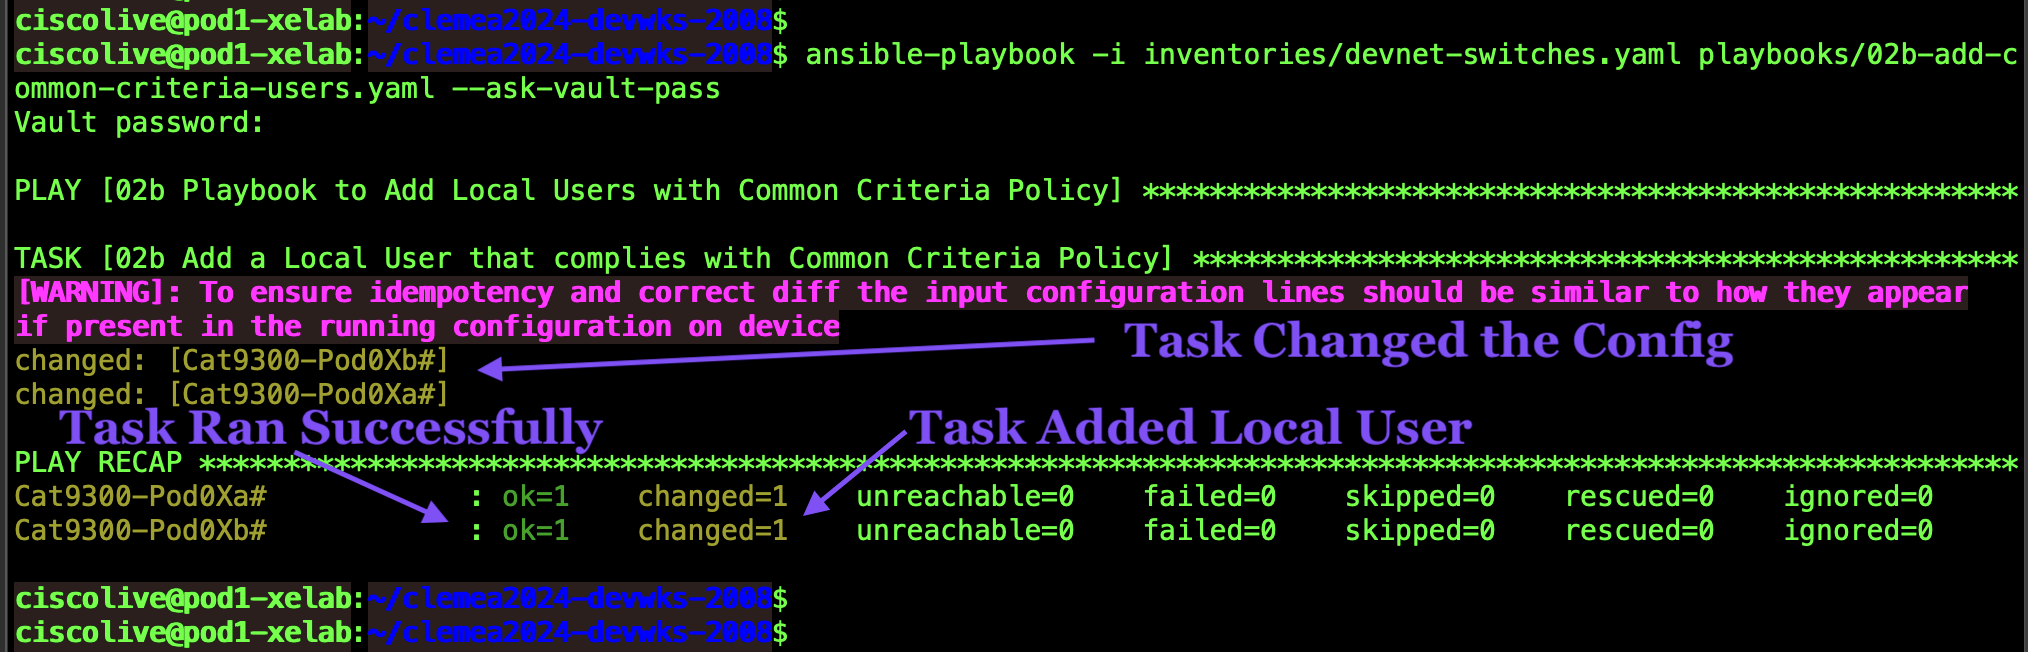 ciscolive@pod1-xelab:~/clemea2024-devwks-2008$
ciscolive@pod1-xelab:~/clemea2024-devwks-2008$ ansible-playbook -i inventories/devnet-switches.yaml playbooks/02b-add-c
ommon-criteria-users.yaml --ask-vault-pass
Vault password:
PLAY [02b Playbook to Add Local Users with Common Criteria Policy] ****************************************************
TASK [02b Add a Local User that complies with Common Criteria Policy] *************************************************
[WARNING]: To ensure idempotency and correct diff the input configuration lines should be similar to how they appear
if present in the running configuration on device
Task Changed the Config
changed: [Cat9300-Pod0Xb#]
changed: [Cat9300-Pod0Xa#]
Task Ran Successfully
Task Added Local User
PLAY RECAP ************************************************************************************************************
Cat9300-Pod0Xa# : ok=1 changed=1 unreachable=0 failed=0 skipped=0 rescued=0 ignored=0
Cat9300-Pod0Xb# : ok=1 changed=1 unreachable=0 failed=0 skipped=0 rescued=0 ignored=0
ciscolive@pod1-xelab:~/clemea2024-devwks-2008$
ciscolive@pod1-xelab:~/clemea2024-devwks-2008$